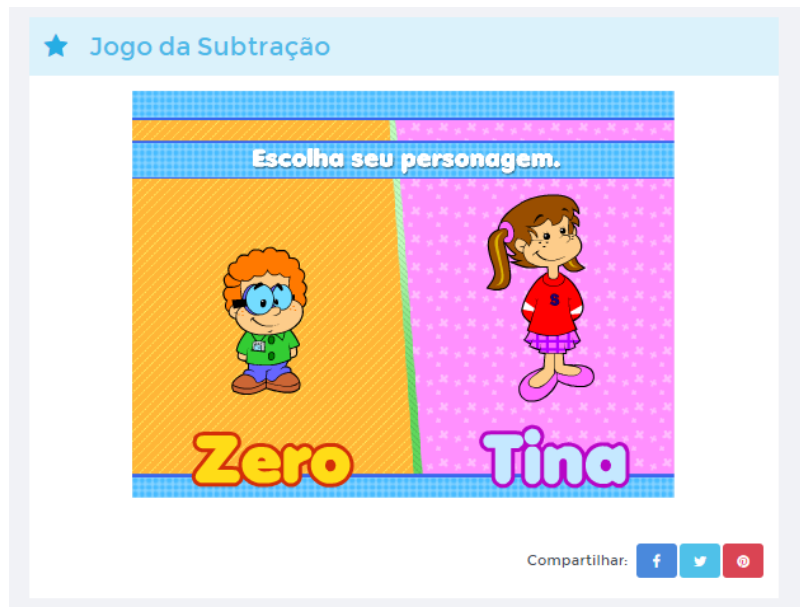 Jogo da Subtração
Escolha seu personagem.
S
Zero Tina
Compartilhar: